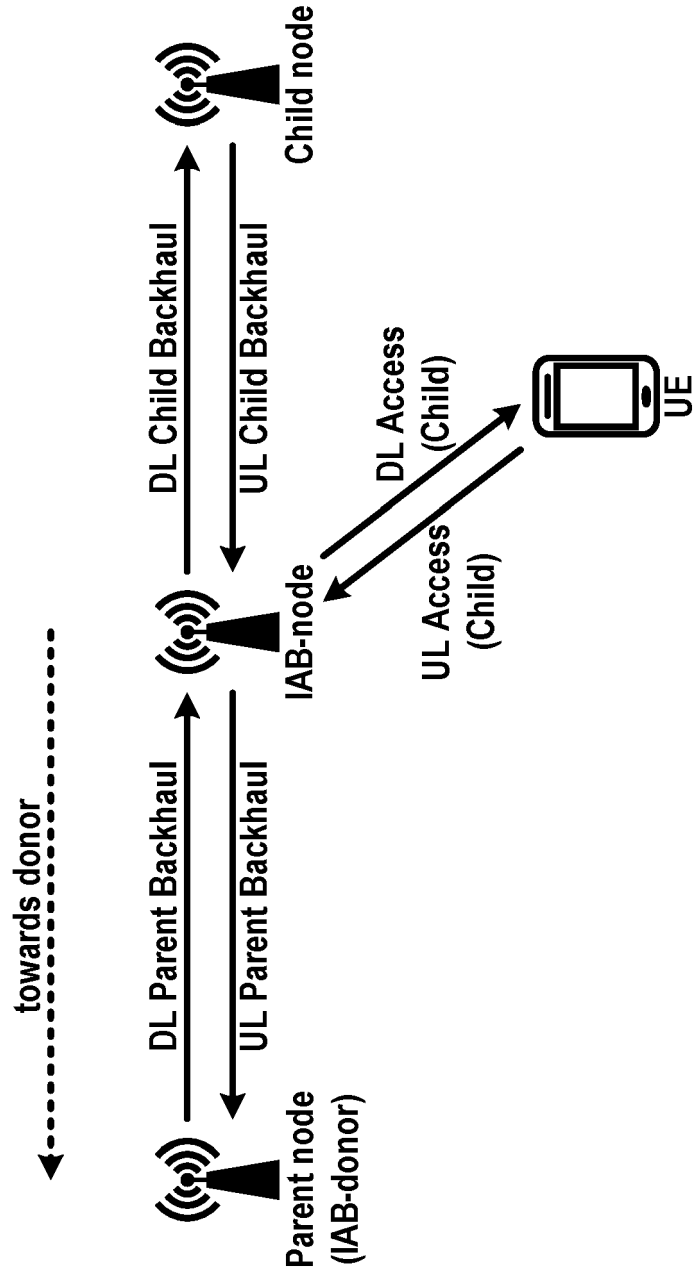 towards donor
DL Parent Backhaul
UL Parent Backhaul
DL Child Backhaul
UL Child Backhaul
Parent node
(IAB-donor)
IAB-node
Child node
UL Access
(Child)
DL Access
(Child)
UE